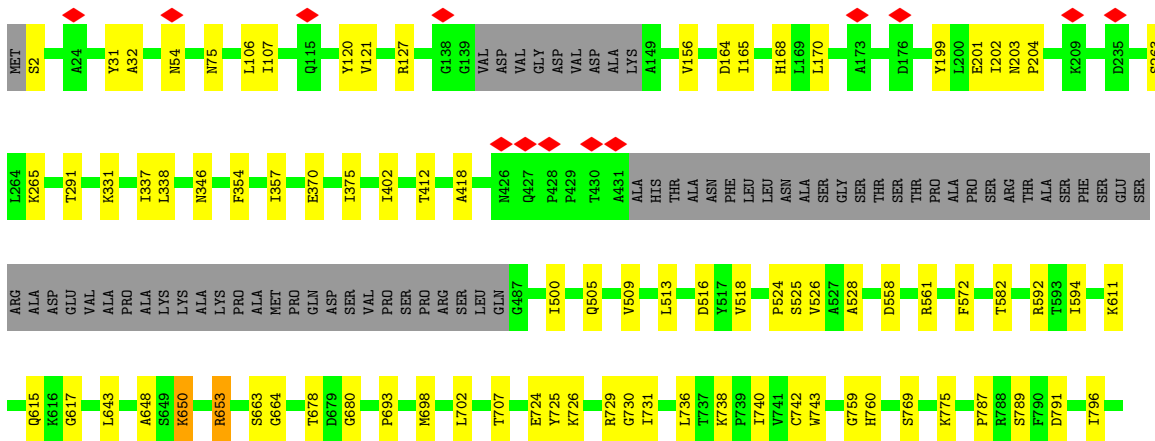 MET S2 A24 Y31 A32 N54 N75 L106 I107 Q115 Y120 V121 R127 G138 G139 VAL ASP VAL GLY ASP VAL ASP ALA LYS A149 V156 D164 I165 H168 L169 L170 A173 D176 Y199 L200 E201 I202 N203 P204 K209 D235 S263
L264 K265 T291 K331 I337 L338 N346 F354 I357 E370 I375 I402 T412 A418 N426 Q427 P428 P429 T430 A431 ALA HIS THR ALA ASN PHE LEU LEU ASN ALA SER GLY SER THR SER THR PRO ALA PRO SER ARG THR ALA SER PHE SER GLU SER
ARG ALA ASP GLU VAL ALA PRO ALA LYS LYS ALA LYS PRO ALA MET PRO GLN ASP SER VAL PRO SER PRO ARG SER LEU GLN G487 I500 Q505 V509 L513 D516 Y517 V518 P524 S525 V526 A527 A528 D558 R561 F572 T582 R592 T593 I594 K611
Q615 K616 G617 L643 A648 S649 K650 R653 S663 G664 T678 D679 G680 P693 M698 L702 T707 E724 Y725 K726 R729 G730 I731 L736 T737 K738 P739 I740 V741 C742 W743 G759 H760 S769 K775 P787 R788 S789 F790 D791 I796